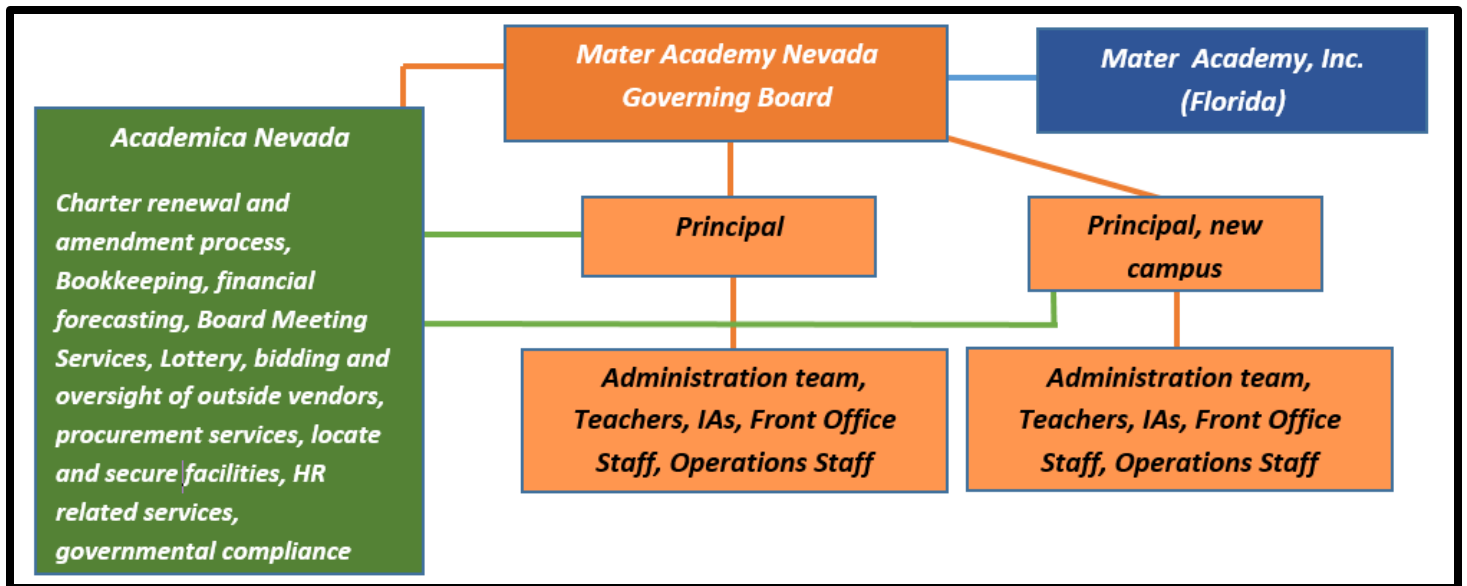 Mater Academy Nevada
Governing Board
Mater Academy, Inc.
(Florida)
Academica Nevada
Charter renewal and
amendment process,
Bookkeeping, financial
forecasting, Board Meeting
Services, Lottery, bidding and
oversight of outside vendors,
procurement services, locate
and secure facilities, HR
related services,
governmental compliance
Principal
Principal, new
campus
Administration team,
Teachers, IAs, Front Office
Staff, Operations Staff
Administration team,
Teachers, IAs, Front Office
Staff, Operations Staff